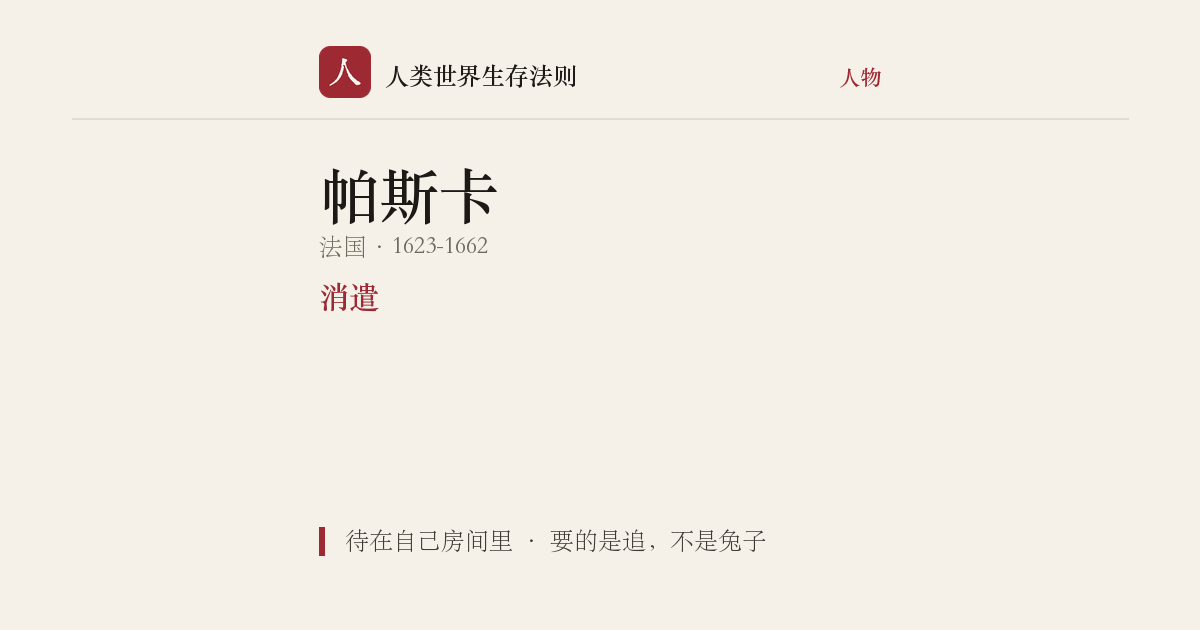 人 人类世界生存法则 人物
帕斯卡
法国 · 1623-1662
消遣
待在自己房间里 · 要的是追，不是兔子